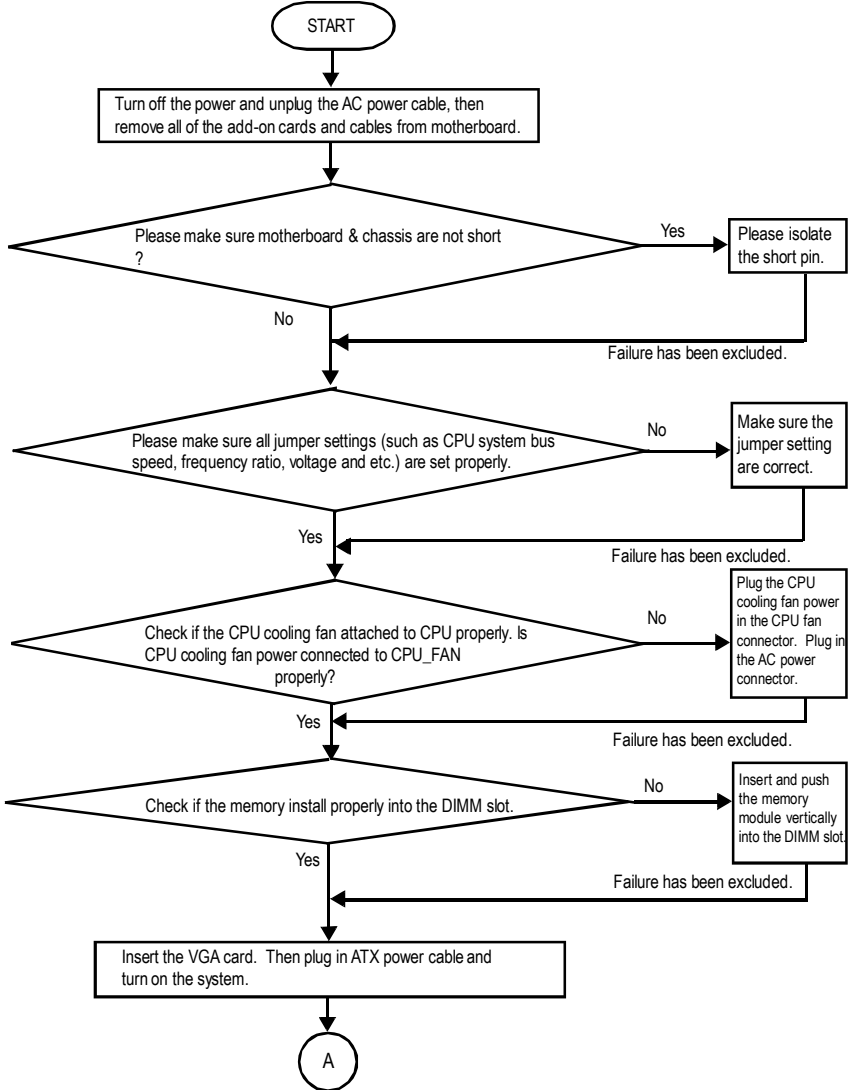 START
Turn off the power and unplug the AC power cable, then
remove all of the add-on cards and cables from motherboard.
Please make sure motherboard & chassis are not short
?
Yes
Please isolate
the short pin.
No
Failure has been excluded.
Please make sure all jumper settings (such as CPU system bus
speed, frequency ratio, voltage and etc.) are set properly.
No
Make sure the
jumper setting
are correct.
Yes
Failure has been excluded.
Check if the CPU cooling fan attached to CPU properly. Is
CPU cooling fan power connected to CPU_FAN
properly?
No
Plug the CPU
cooling fan power
in the CPU fan
connector. Plug in
the AC power
connector.
Yes
Failure has been excluded.
Check if the memory install properly into the DIMM slot.
No
Insert and push
the memory
module vertically
into the DIMM slot.
Yes
Failure has been excluded.
Insert the VGA card. Then plug in ATX power cable and
turn on the system.
A